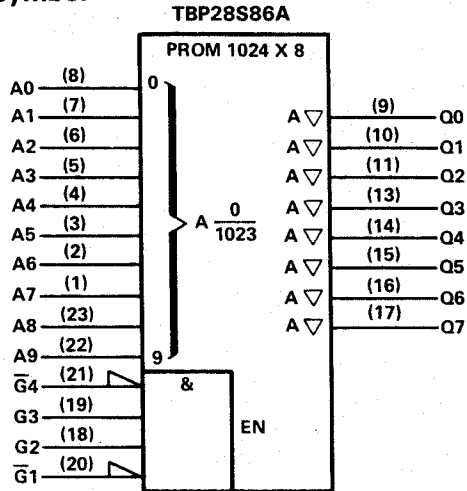 TBP28S86A
PROM 1024 X 8
A0 (8) 0
A1 (7) A ▽ (9) Q0
A2 (6) A ▽ (10) Q1
A3 (5) A ▽ (11) Q2
A4 (4) A ▽ (13) Q3
A5 (3) A 0/1023 A ▽ (14) Q4
A6 (2) A ▽ (15) Q5
A7 (1) A ▽ (16) Q6
A8 (23) A ▽ (17) Q7
A9 (22) 9
G̅4 (21) &
G3 (19) EN
G2 (18)
G̅1 (20)